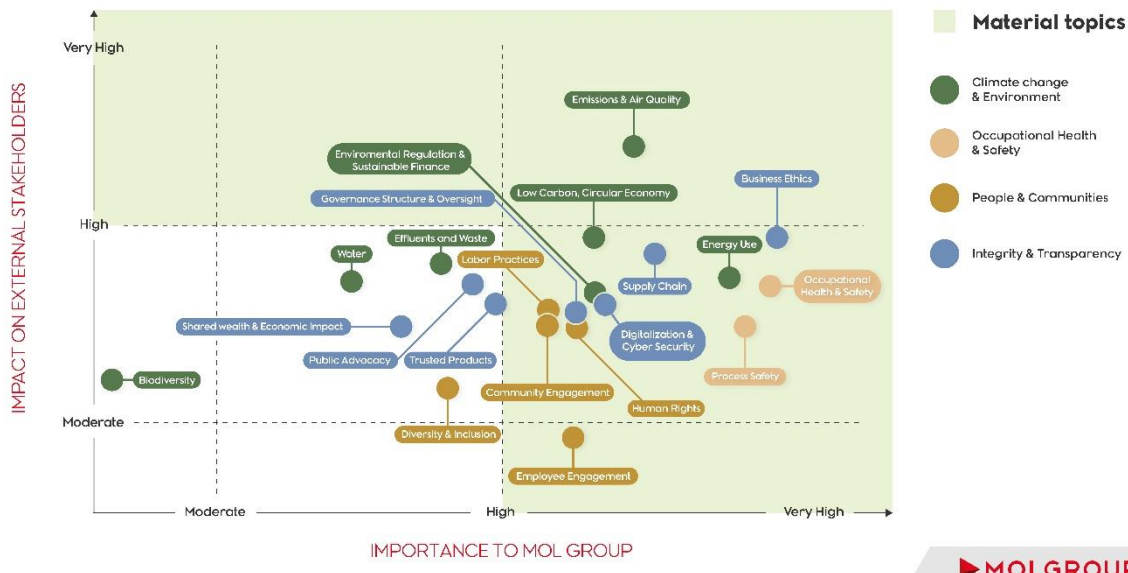 Very High
High
Moderate
IMPACT ON EXTERNAL STAKEHOLDERS
Emissions & Air Quality
Enviromental Regulation &
Sustainable Finance
Governance Structure & Oversight
Low Carbon, Circular Economy
Business Ethics
Water
Effluents and Waste
Labor Practices
Energy Use
Supply Chain
Occupational
Health & Safety
Shared wealth & Economic Impact
Public Advocacy
Trusted Products
Digitalization &
Cyber Security
Process Safety
Biodiversity
Community Engagement
Human Rights
Diversity & Inclusion
Employee Engagement
Moderate
High
Very High
IMPORTANCE TO MOL GROUP
Material topics
Climate change
& Environment
Occupational Health
& Safety
People & Communities
Integrity & Transparency
MOLGROUP